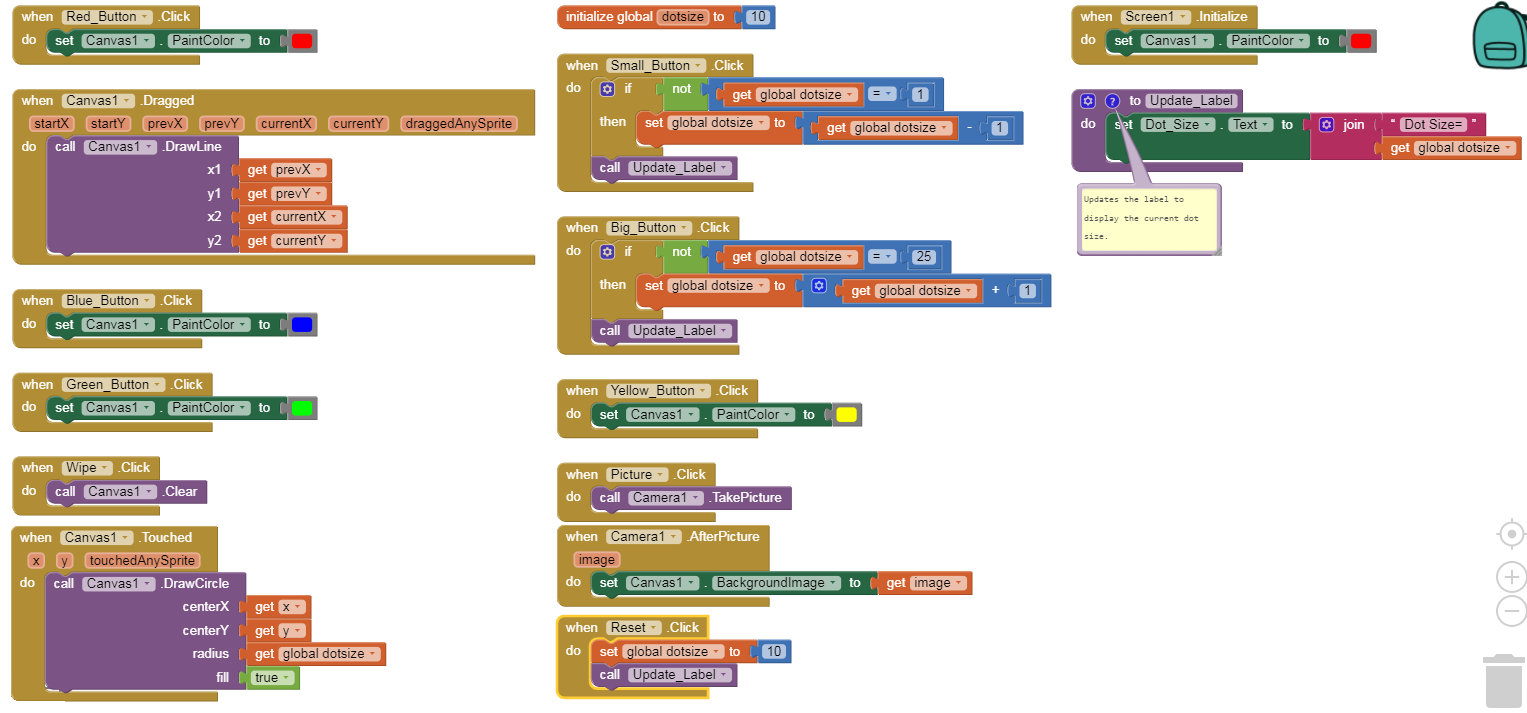 when Red_Button .Click
do set Canvas1 . PaintColor to
when Canvas1 .Dragged
startX startY prevX prevY currentX currentY draggedAnySprite
do call Canvas1 .DrawLine
x1 get prevX
y1 get prevY
x2 get currentX
y2 get currentY
when Blue_Button .Click
do set Canvas1 . PaintColor to
when Green_Button .Click
do set Canvas1 . PaintColor to
when Wipe .Click
do call Canvas1 .Clear
when Canvas1 .Touched
x y touchedAnySprite
do call Canvas1 .DrawCircle
centerX get x
centerY get y
radius get global dotsize
fill true
initialize global dotsize to 10
when Small_Button .Click
do if not get global dotsize = 1
then set global dotsize to get global dotsize - 1
call Update_Label
when Big_Button .Click
do if not get global dotsize = 25
then set global dotsize to get global dotsize + 1
call Update_Label
when Yellow_Button .Click
do set Canvas1 . PaintColor to
when Picture .Click
do call Camera1 .TakePicture
when Camera1 .AfterPicture
image
do set Canvas1 . BackgroundImage to get image
when Reset .Click
do set global dotsize to 10
call Update_Label
when Screen1 .Initialize
do set Canvas1 . PaintColor to
? to Update_Label
do set Dot_Size . Text to join " Dot Size= "
get global dotsize
Updates the label to
display the current dot
size.